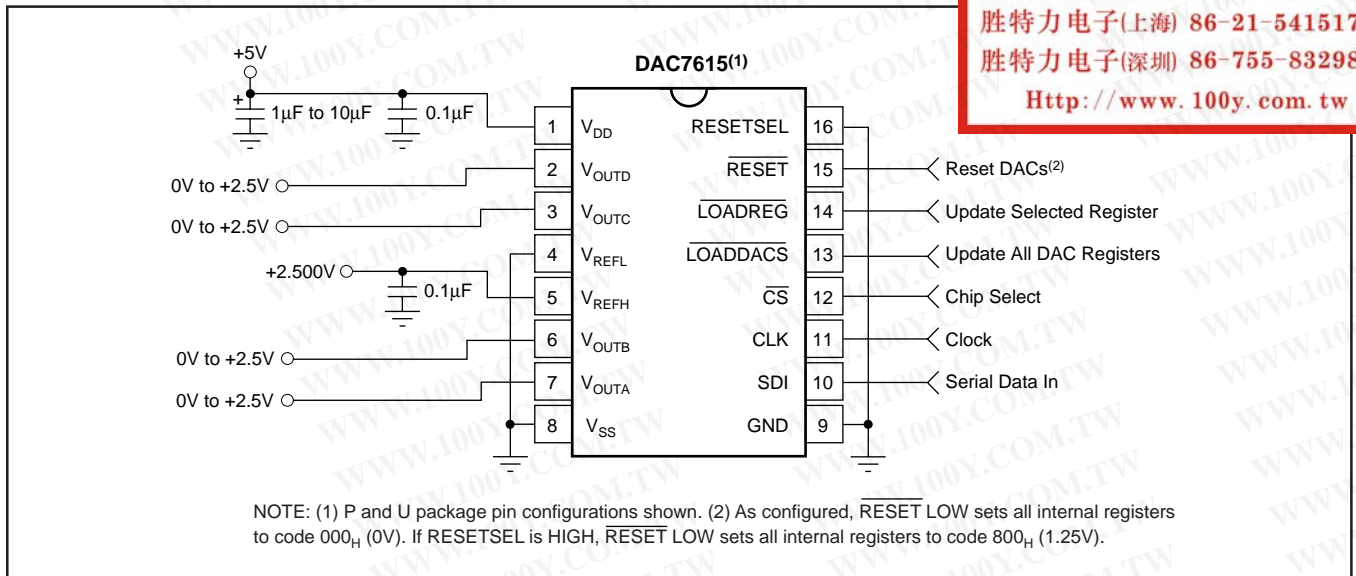 胜特力电子(上海) 86-21-541517
胜特力电子(深圳) 86-755-83298
Http://www.100y.com.tw
WWW.100Y.COM.TW
DAC7615(1)
+5V
+
1µF to 10µF
0.1µF
1 VDD RESETSEL 16
0V to +2.5V 2 VOUTD RESET 15 Reset DACs(2)
0V to +2.5V 3 VOUTC LOADREG 14 Update Selected Register
4 VREFL LOADDACS 13 Update All DAC Registers
+2.500V 0.1µF 5 VREFH CS 12 Chip Select
0V to +2.5V 6 VOUTB CLK 11 Clock
0V to +2.5V 7 VOUTA SDI 10 Serial Data In
8 VSS GND 9
NOTE: (1) P and U package pin configurations shown. (2) As configured, RESET LOW sets all internal registers
to code 000H (0V). If RESETSEL is HIGH, RESET LOW sets all internal registers to code 800H (1.25V).